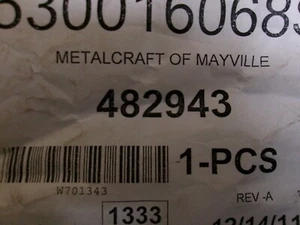 METALCRAFT OF MAYVILLE
482943
1-PCS
W701343
REV -A
1333